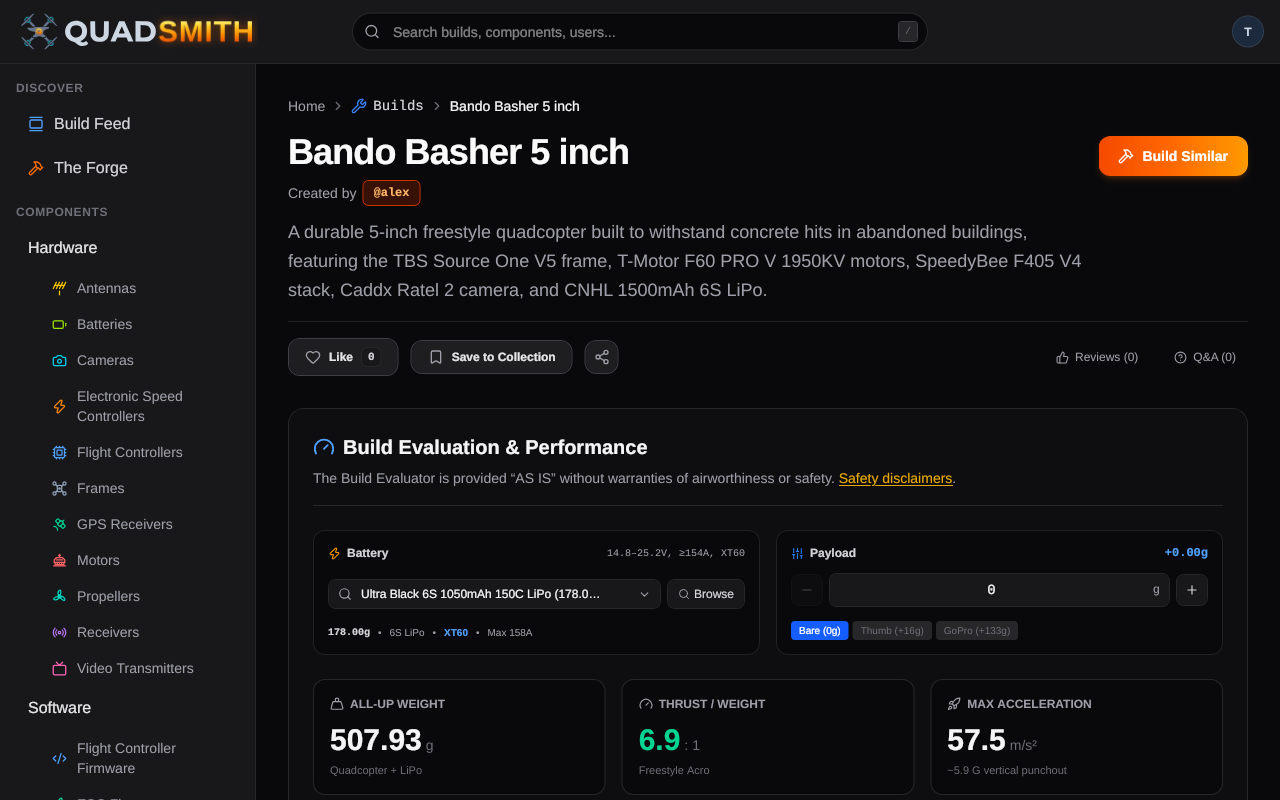 QUADSMITH
Search builds, components, users...
/
T
DISCOVER
Build Feed
The Forge
COMPONENTS
Hardware
Antennas
Batteries
Cameras
Electronic Speed
Controllers
Flight Controllers
Frames
GPS Receivers
Motors
Propellers
Receivers
Video Transmitters
Software
Flight Controller
Firmware
Home > Builds > Bando Basher 5 inch
Bando Basher 5 inch
Build Similar
Created by @alex
A durable 5-inch freestyle quadcopter built to withstand concrete hits in abandoned buildings,
featuring the TBS Source One V5 frame, T-Motor F60 PRO V 1950KV motors, SpeedyBee F405 V4
stack, Caddx Ratel 2 camera, and CNHL 1500mAh 6S LiPo.
Like 0
Save to Collection
Reviews (0)
Q&A (0)
Build Evaluation & Performance
The Build Evaluator is provided “AS IS” without warranties of airworthiness or safety. Safety disclaimers.
Battery
14.8–25.2V, ≥154A, XT60
Ultra Black 6S 1050mAh 150C LiPo (178.0…
Browse
178.00g • 6S LiPo • XT60 • Max 158A
Payload
+0.00g
− 0 g +
Bare (0g) Thumb (+16g) GoPro (+133g)
ALL-UP WEIGHT
507.93 g
Quadcopter + LiPo
THRUST / WEIGHT
6.9 : 1
Freestyle Acro
MAX ACCELERATION
57.5 m/s²
~5.9 G vertical punchout